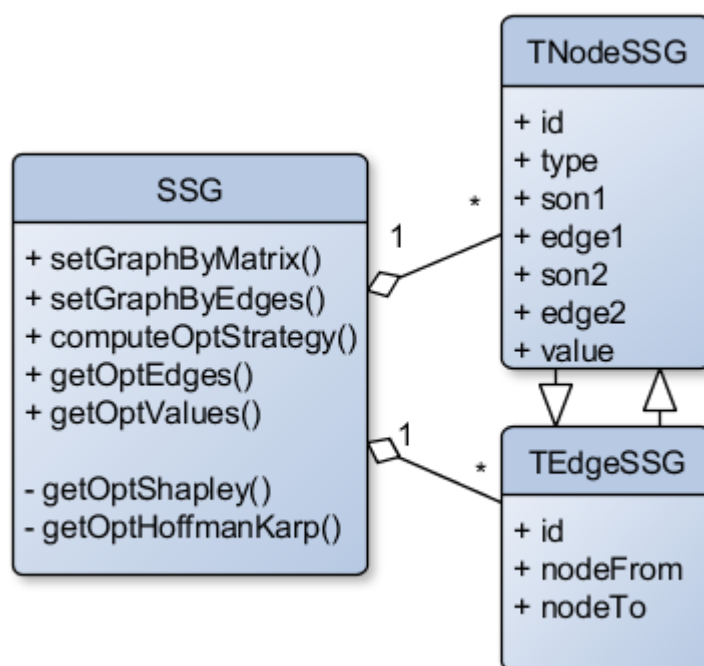 TNodeSSG
+ id
+ type
+ son1
+ edge1
+ son2
+ edge2
+ value
SSG
+ setGraphByMatrix()
+ setGraphByEdges()
+ computeOptStrategy()
+ getOptEdges()
+ getOptValues()
- getOptShapley()
- getOptHoffmanKarp()
1
*
1
*
TEdgeSSG
+ id
+ nodeFrom
+ nodeTo